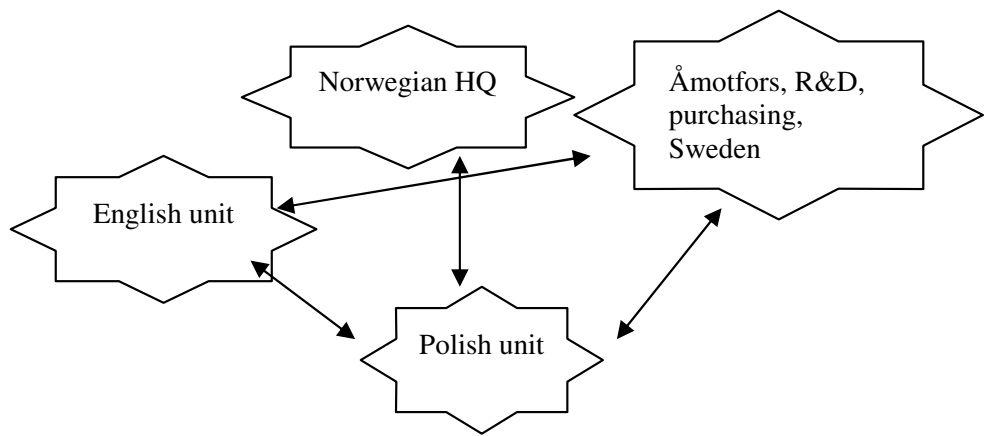 Norwegian HQ
Åmotfors, R&D,
purchasing,
Sweden
English unit
Polish unit